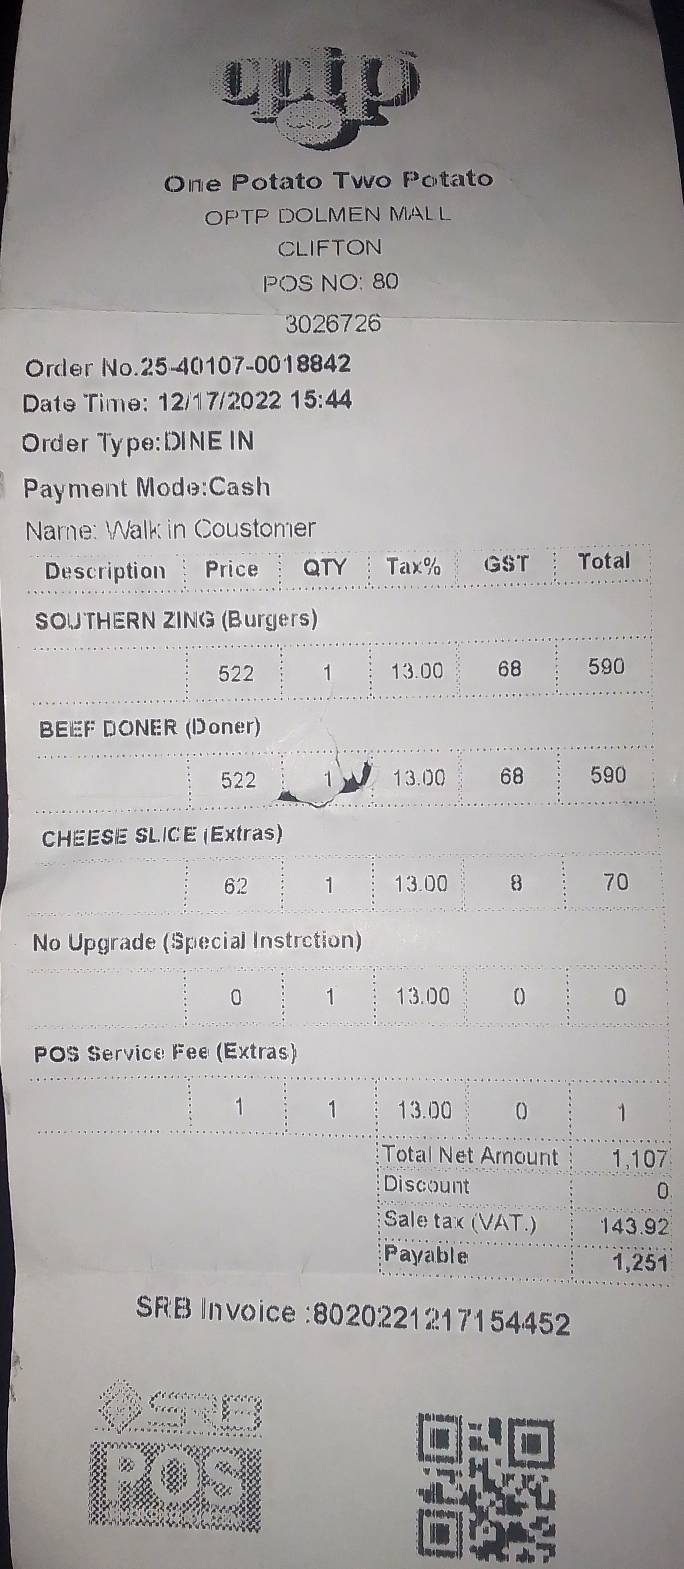 optp
One Potato Two Potato
OPTP DOLMEN MALL
CLIFTON
POS NO: 80
3026726
Order No.25-40107-0018842
Date Time: 12/17/2022 15:44
Order Type:DINE IN
Payment Mode:Cash
Name: Walk in Coustomer
Description Price QTY Tax% GST Total
SOUTHERN ZING (Burgers)
522 1 13.00 68 590
BEEF DONER (Doner)
522 1 13.00 68 590
CHEESE SLICE (Extras)
62 1 13.00 8 70
No Upgrade (Special Instrction)
0 1 13.00 0 0
POS Service Fee (Extras)
1 1 13.00 0 1
Total Net Amount 1,107
Discount 0
Sale tax (VAT.) 143.92
Payable 1,251
SRB Invoice :8020221217154452
SRB
POS